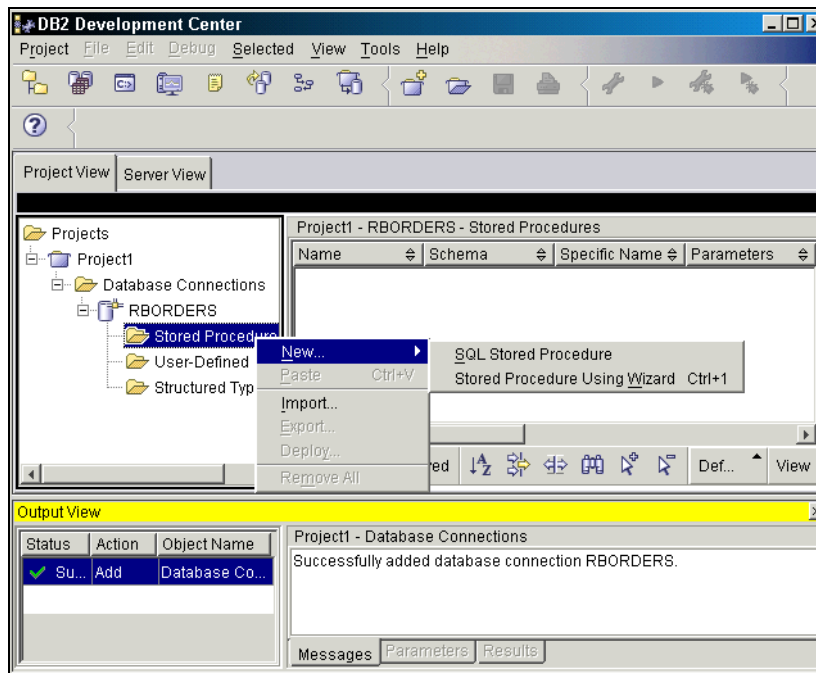 DB2 Development Center
Project File Edit Debug Selected View Tools Help
Project View Server View
Projects
Project1
Database Connections
RBORDERS
Stored Procedure
User-Defined
Structured Typ
Project1 - RBORDERS - Stored Procedures
Name Schema Specific Name Parameters
New...
Paste Ctrl+V
Import...
Export...
Deploy...
Remove All
SQL Stored Procedure
Stored Procedure Using Wizard Ctrl+1
Def... View
Output View
Status Action Object Name
Su... Add Database Co...
Project1 - Database Connections
Successfully added database connection RBORDERS.
Messages Parameters Results